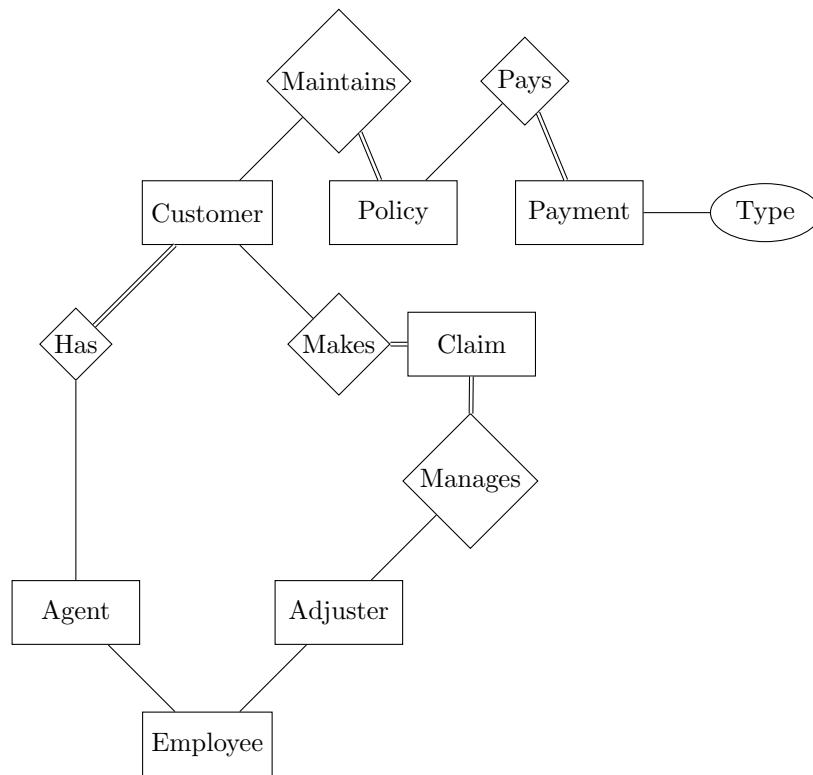 Maintains
Pays
Customer
Policy
Payment
Type
Has
Makes
Claim
Manages
Agent
Adjuster
Employee